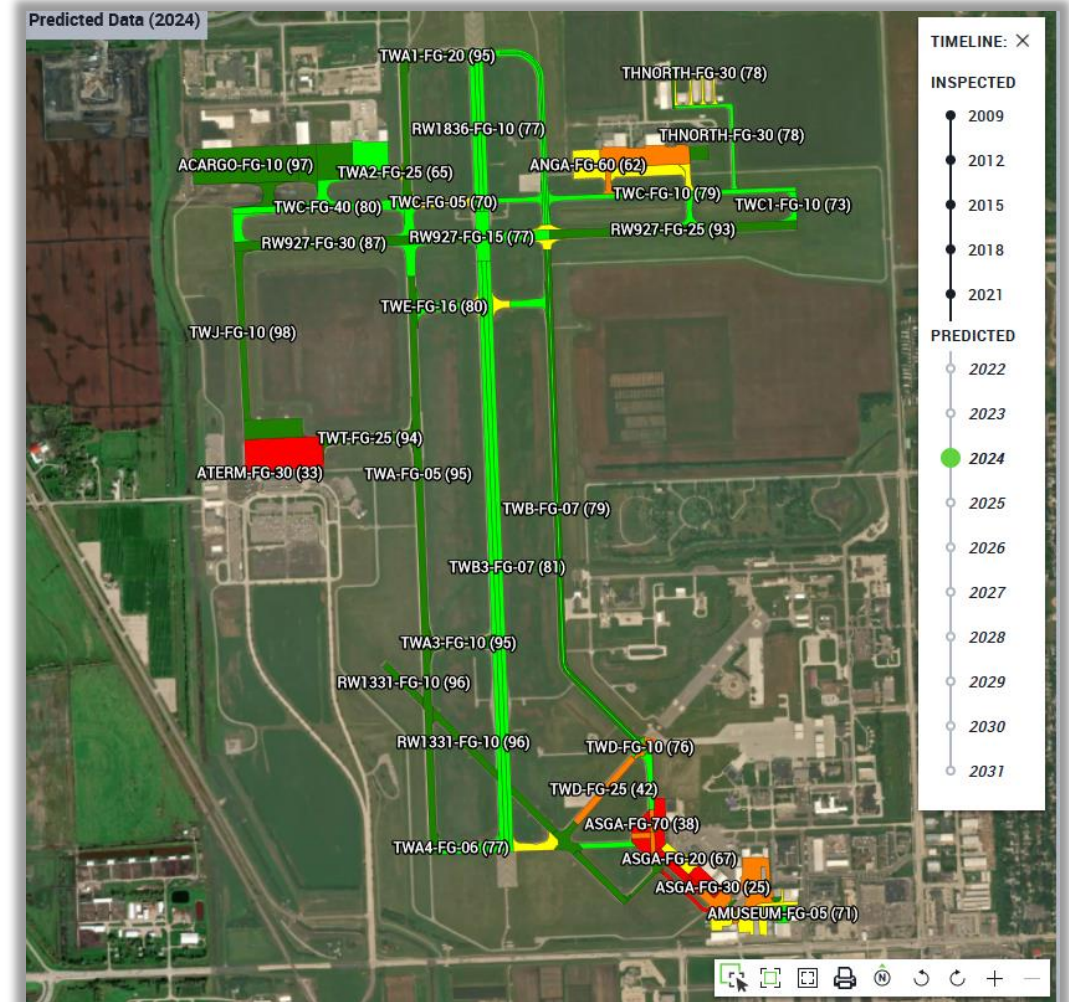 Predicted Data (2024)
TIMELINE: ×
INSPECTED
2009
2012
2015
2018
2021
PREDICTED
2022
2023
2024
2025
2026
2027
2028
2029
2030
2031
TWA1-FG-20 (95)
THNORTH-FG-30 (78)
RW1836-FG-10 (77)
THNORTH-FG-30 (78)
ACARGO-FG-10 (97)
TWA2-FG-25 (65)
ANGA-FG-60 (62)
TWC-FG-40 (80)
TWC-FG-05 (70)
TWC-FG-10 (79)
TWC1-FG-10 (73)
RW927-FG-30 (87)
RW927-FG-15 (77)
RW927-FG-25 (93)
TWE-FG-16 (80)
TWJ-FG-10 (98)
TWT-FG-25 (94)
ATERM-FG-30 (33)
TWA-FG-05 (95)
TWB-FG-07 (79)
TWB3-FG-07 (81)
TWA3-FG-10 (95)
RW1331-FG-10 (96)
RW1331-FG-10 (96)
TWD-FG-10 (76)
TWD-FG-25 (42)
ASGA-FG-70 (38)
TWA4-FG-06 (77)
ASGA-FG-20 (67)
ASGA-FG-30 (25)
AMUSEUM-FG-05 (71)
N